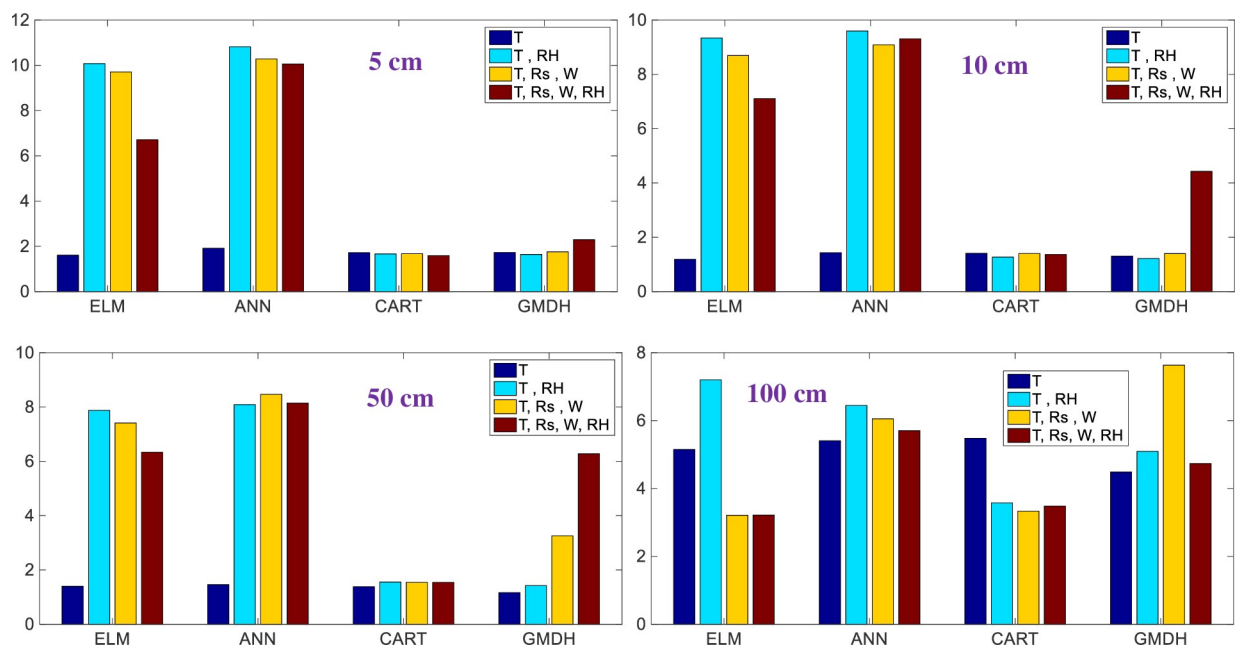 12
10
8
6
4
2
0
5 cm
T
T , RH
T, Rs , W
T, Rs, W, RH
ELM ANN CART GMDH
10
8
6
4
2
0
10 cm
T
T , RH
T, Rs , W
T, Rs, W, RH
ELM ANN CART GMDH
10
8
6
4
2
0
50 cm
T
T , RH
T, Rs , W
T, Rs, W, RH
ELM ANN CART GMDH
8
6
4
2
0
100 cm
T
T , RH
T, Rs , W
T, Rs, W, RH
ELM ANN CART GMDH